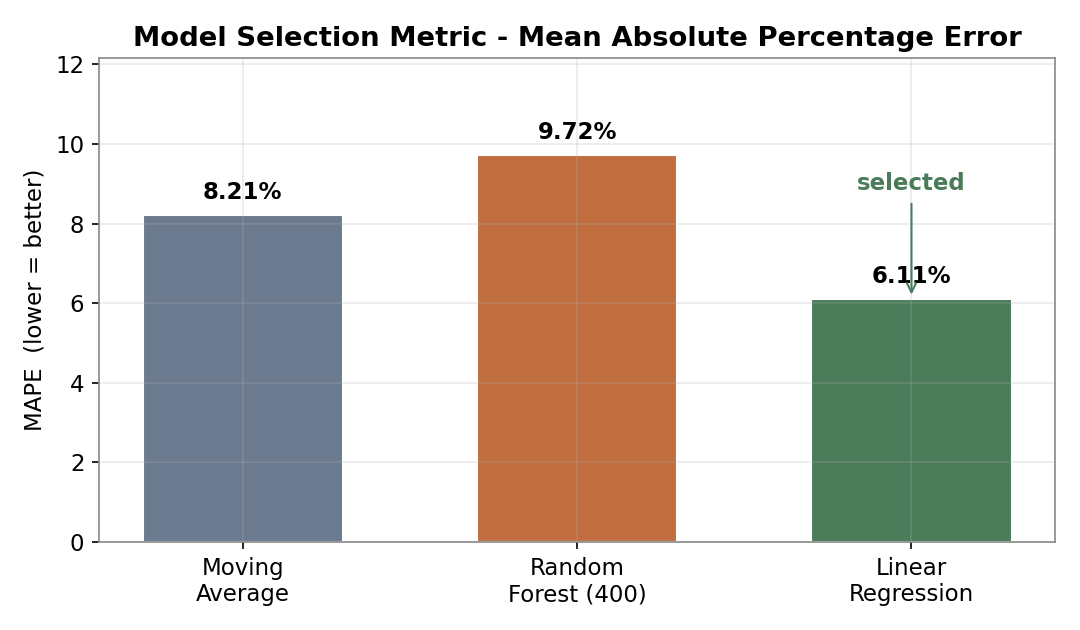 Model Selection Metric - Mean Absolute Percentage Error
MAPE (lower = better)
12
10
8
6
4
2
0
8.21%
9.72%
selected
6.11%
Moving
Average
Random
Forest (400)
Linear
Regression